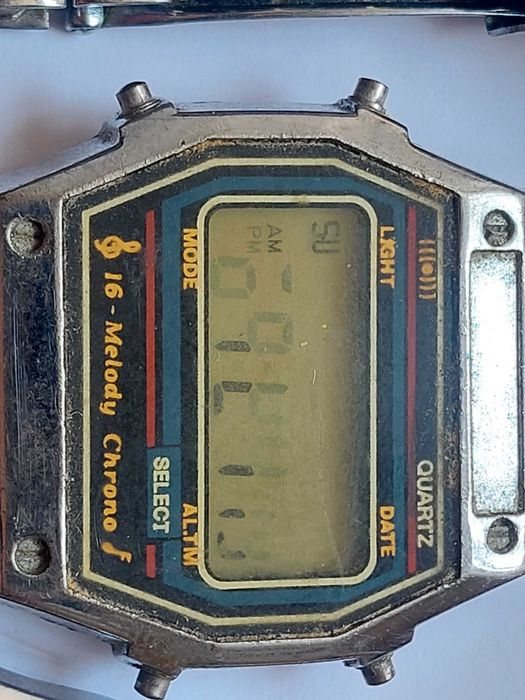 QUARTZ
LIGHT DATE
SU
AM
PM
MODE AL.TM
SELECT
16 - Melody Chrono